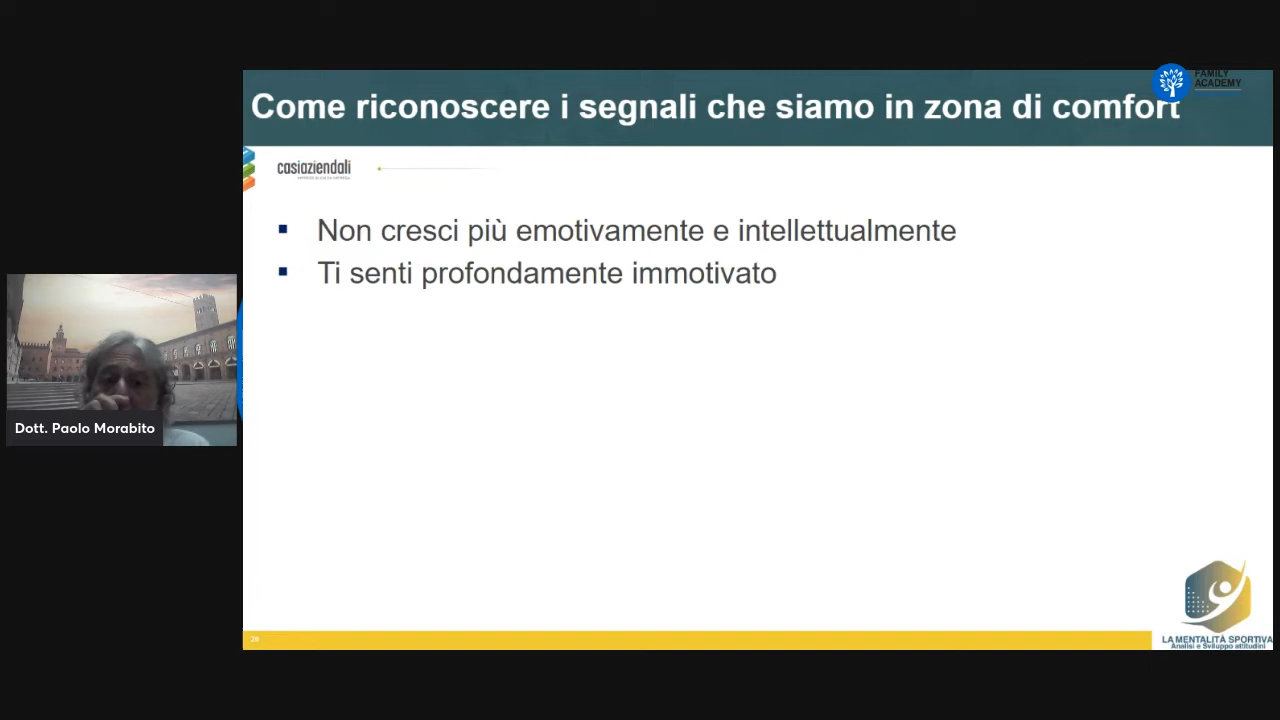 FAMILY
ACADEMY
Come riconoscere i segnali che siamo in zona di comfort
casiaziendali
▪ Non cresci più emotivamente e intellettualmente
▪ Ti senti profondamente immotivato
Dott. Paolo Morabito
LA MENTALITÀ SPORTIVA
Analisi e Sviluppo attitudini